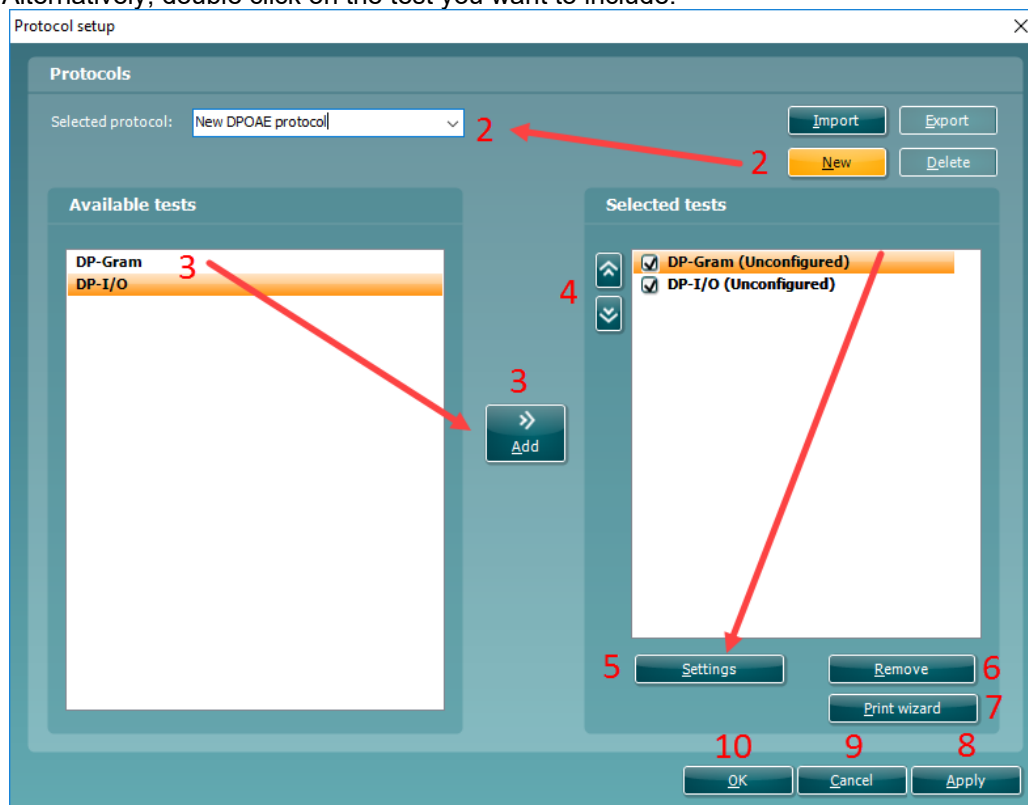 Alternatively, double click on the test you want to include.
Protocol setup
Protocols
Selected protocol: New DPOAE protocol 2 Import Export
2 New Delete
Available tests Selected tests
DP-Gram 3 DP-Gram (Unconfigured)
DP-I/O 4 DP-I/O (Unconfigured)
3
Add
5 Settings Remove 6
Print wizard 7
10 9 8
OK Cancel Apply